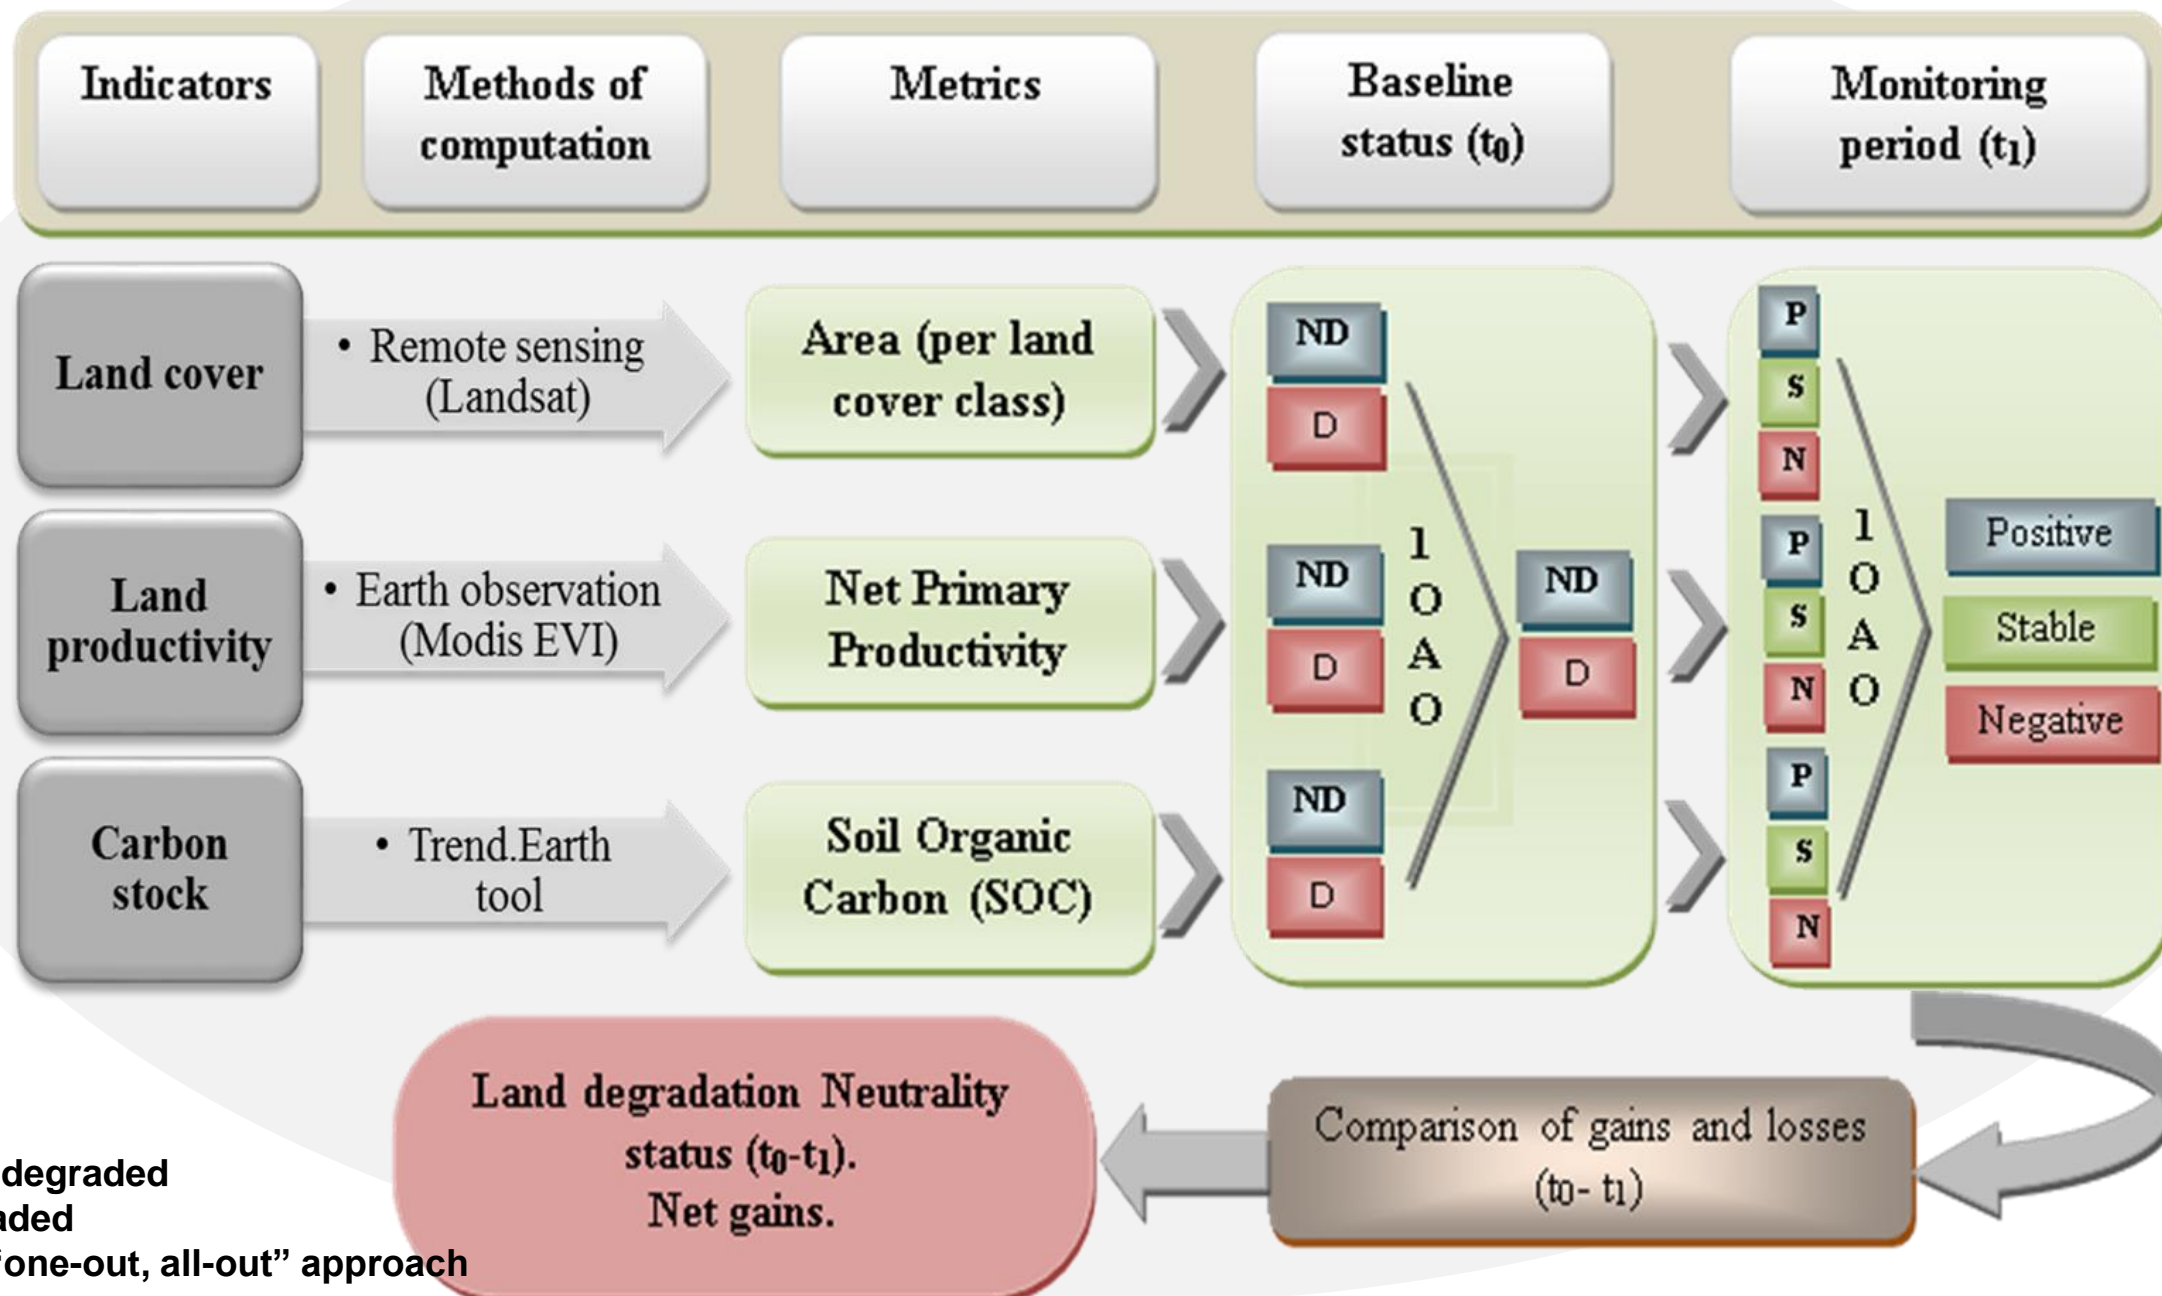 Indicators
Methods of
computation
Metrics
Baseline
status (t0)
Monitoring
period (t1)
Land cover
• Remote sensing
(Landsat)
Area (per land
cover class)
ND
D
P
S
N
Land
productivity
• Earth observation
(Modis EVI)
Net Primary
Productivity
ND
D
1
O
A
O
ND
D
P
S
N
1
O
A
O
Positive
Stable
Negative
Carbon
stock
• Trend.Earth
tool
Soil Organic
Carbon (SOC)
ND
D
P
S
N
Land degradation Neutrality
status (t0-t1).
Net gains.
Comparison of gains and losses
(t0- t1)
degraded
“one-out, all-out” approach